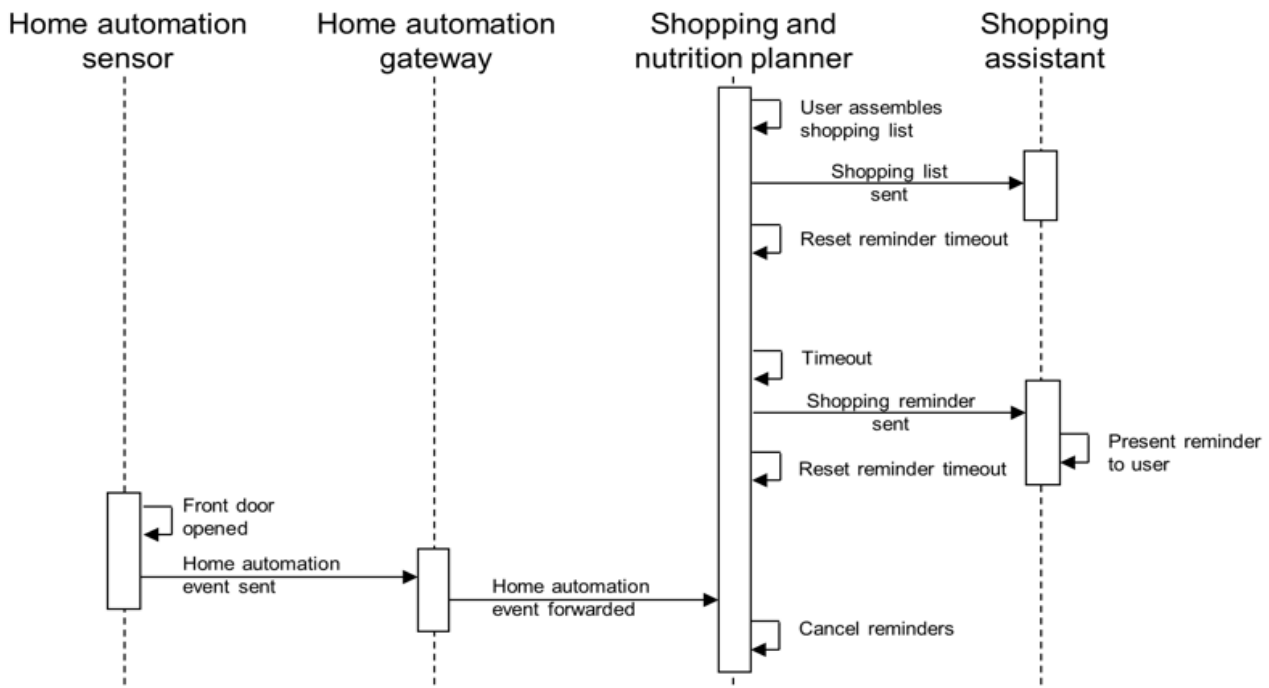 Home automation
sensor
Home automation
gateway
Shopping and
nutrition planner
Shopping
assistant
User assembles
shopping list
Shopping list
sent
Reset reminder timeout
Timeout
Shopping reminder
sent
Present reminder
to user
Reset reminder timeout
Front door
opened
Home automation
event sent
Home automation
event forwarded
Cancel reminders